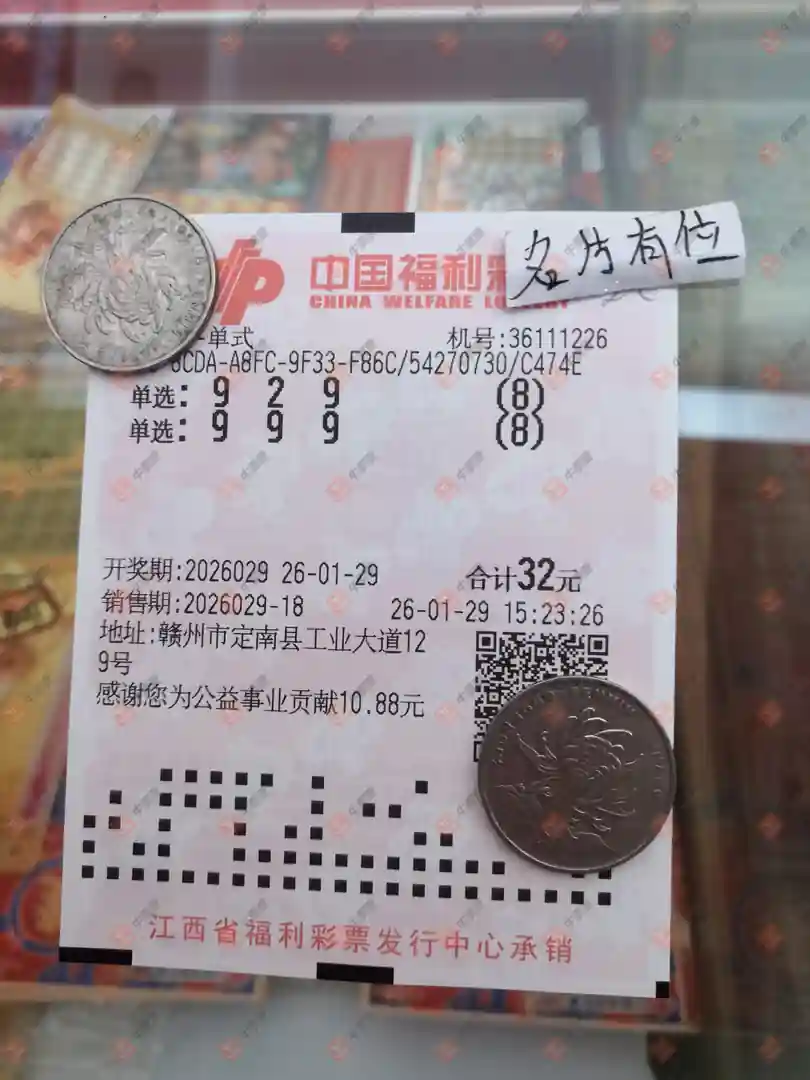 名片有位
中国福利
CHINA WELFARE LOTTERY
单式 机号:36111226
6CDA-A8FC-9F33-F86C/54270730/C474E
单选: 9 2 9 (8)
单选: 9 9 9 (8)
开奖期:2026029 26-01-29 合计32元
销售期:2026029-18 26-01-29 15:23:26
地址:赣州市定南县工业大道12
9号
感谢您为公益事业贡献10.88元
江西省福利彩票发行中心承销